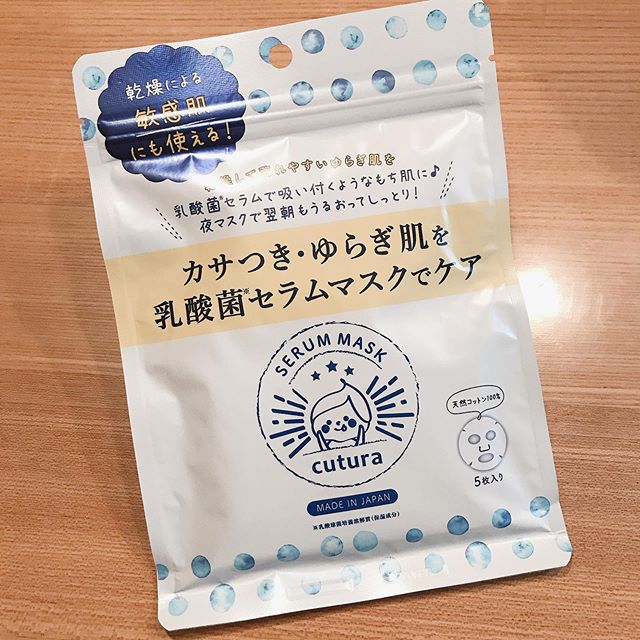 乾燥による
敏感肌
にも使える!
れやすいゆらぎ肌を
乳酸菌※セラムで吸い付くようなもち肌に♪
夜マスクで翌朝もうるおってしっとり!
カサつき・ゆらぎ肌を
乳酸菌※セラムマスクでケア
SERUM MASK
cutura
天然コットン100%
5枚入り
MADE IN JAPAN
※乳酸球菌培養溶解質(保湿成分)